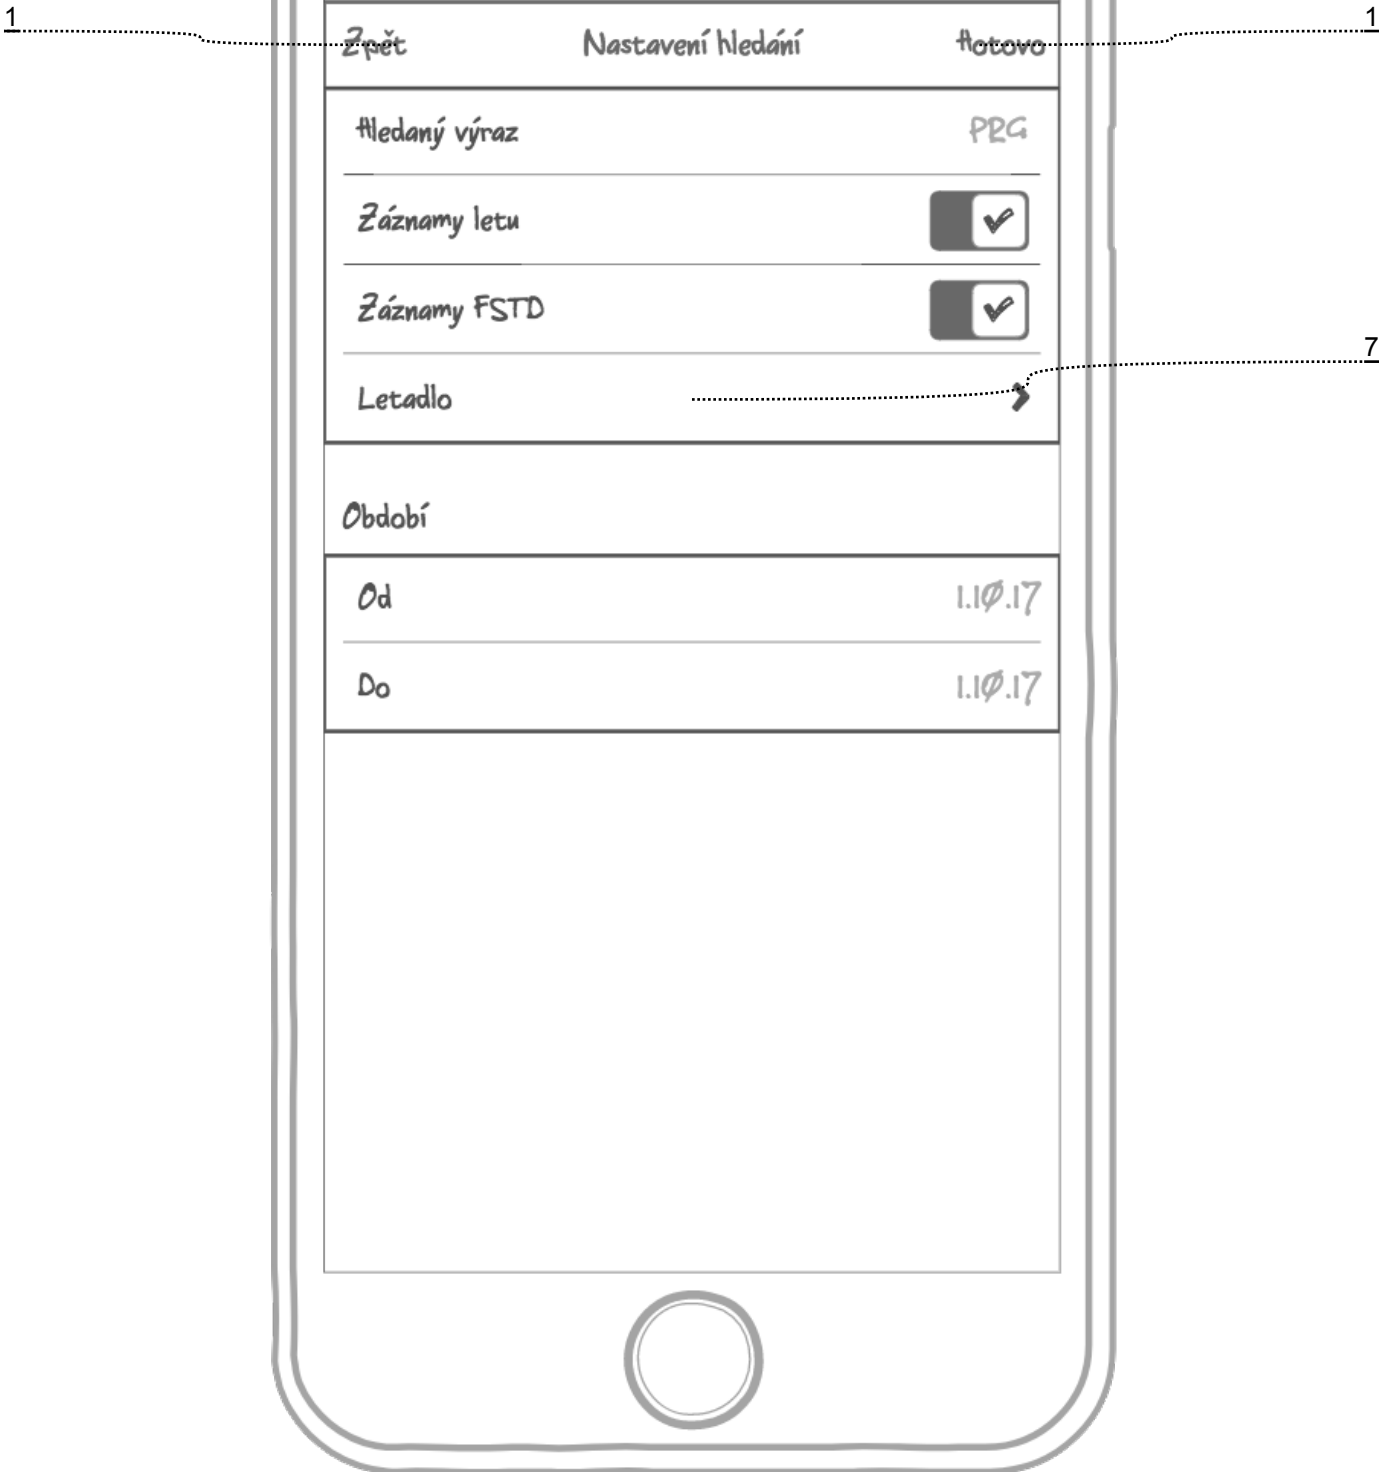 1 1
Zpět Nastavení hledání Hotovo
Hledaný výraz PRG
Záznamy letu
Záznamy FSTD
7
Letadlo
Období
Od 1.10.17
Do 1.10.17